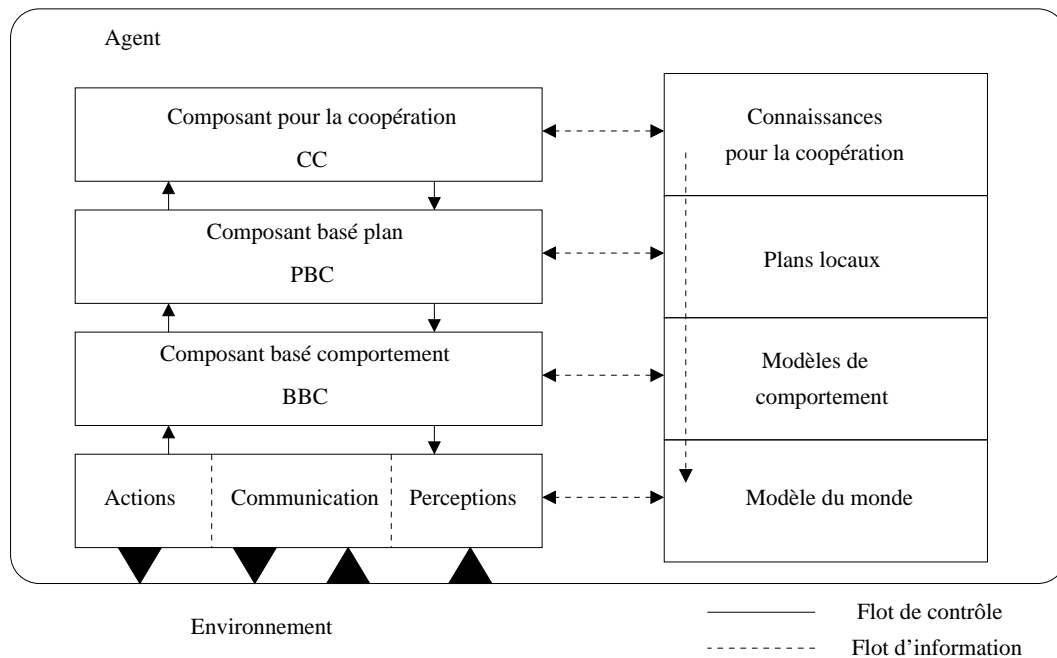 Agent
Composant pour la coopération
CC
Connaissances
pour la coopération
Composant basé plan
PBC
Plans locaux
Composant basé comportement
BBC
Modèles de
comportement
Actions
Communication
Perceptions
Modèle du monde
Environnement
Flot de contrôle
Flot d'information